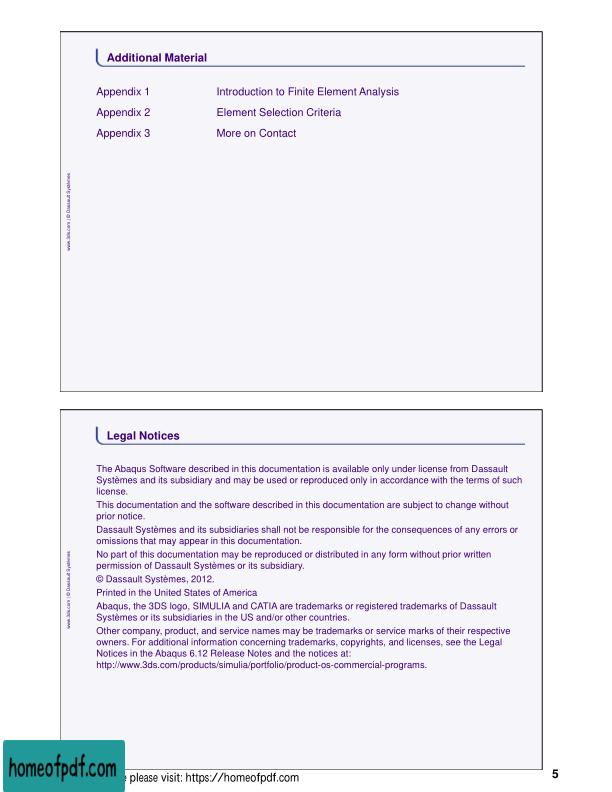 Additional Material
Appendix 1 Introduction to Finite Element Analysis
Appendix 2 Element Selection Criteria
Appendix 3 More on Contact
www.3ds.com | © Dassault Systèmes
Legal Notices
The Abaqus Software described in this documentation is available only under license from Dassault
Systèmes and its subsidiary and may be used or reproduced only in accordance with the terms of such
license.
This documentation and the software described in this documentation are subject to change without
prior notice.
Dassault Systèmes and its subsidiaries shall not be responsible for the consequences of any errors or
omissions that may appear in this documentation.
No part of this documentation may be reproduced or distributed in any form without prior written
permission of Dassault Systèmes or its subsidiary.
© Dassault Systèmes, 2012.
Printed in the United States of America
Abaqus, the 3DS logo, SIMULIA and CATIA are trademarks or registered trademarks of Dassault
Systèmes or its subsidiaries in the US and/or other countries.
Other company, product, and service names may be trademarks or service marks of their respective
owners. For additional information concerning trademarks, copyrights, and licenses, see the Legal
Notices in the Abaqus 6.12 Release Notes and the notices at:
http://www.3ds.com/products/simulia/portfolio/product-os-commercial-programs.
www.3ds.com | © Dassault Systèmes
homeofpdf.com
please visit: https://homeofpdf.com
5